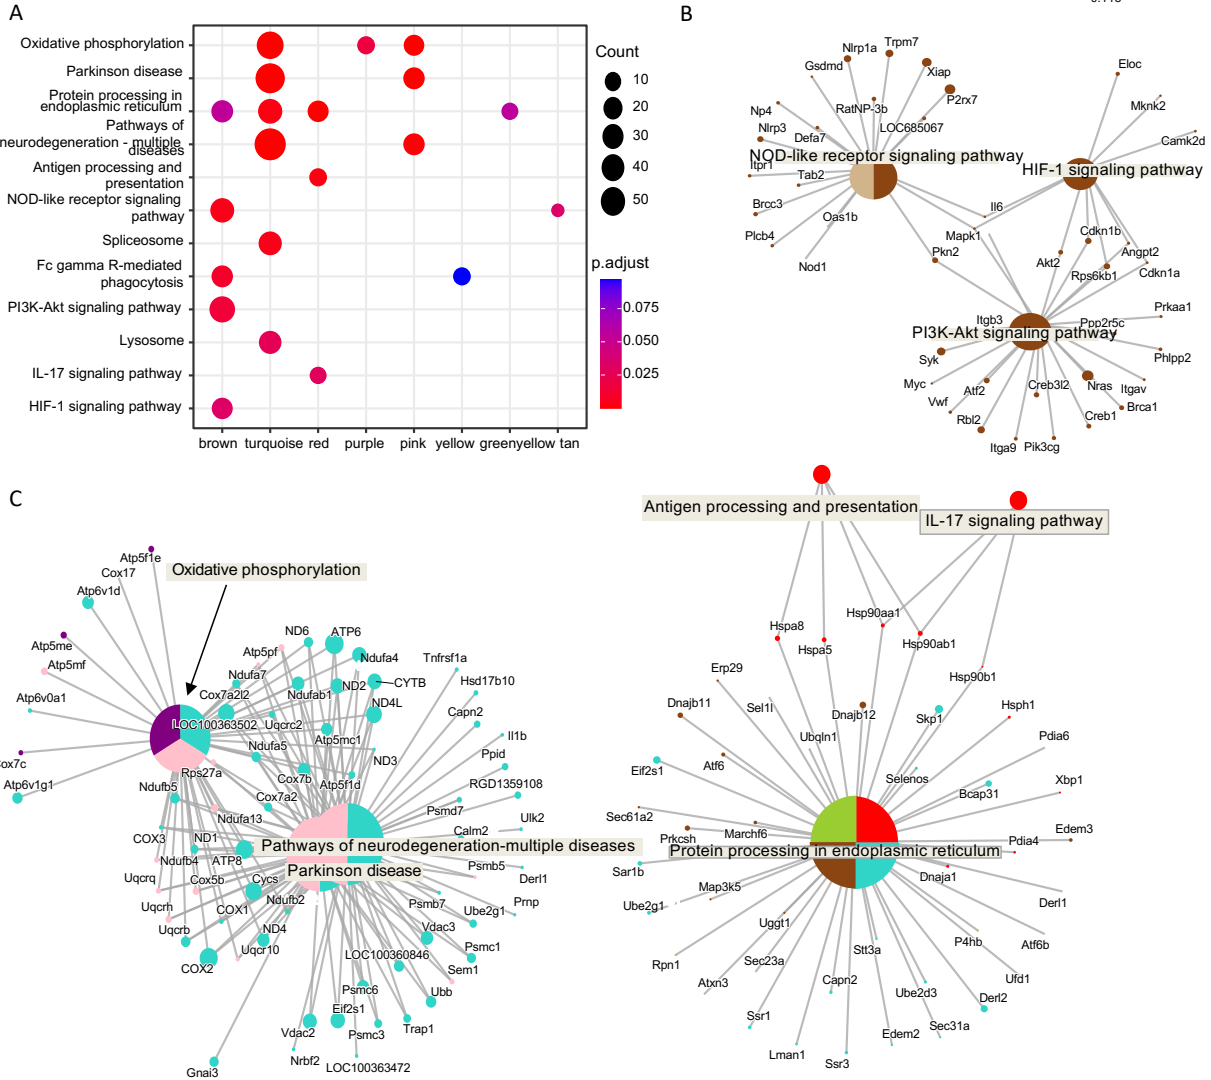 A
Oxidative phosphorylation
Parkinson disease
Protein processing in
endoplasmic reticulum
Pathways of
neurodegeneration - multiple
diseases
Antigen processing and
presentation
NOD-like receptor signaling
pathway
Spliceosome
Fc gamma R-mediated
phagocytosis
PI3K-Akt signaling pathway
Lysosome
IL-17 signaling pathway
HIF-1 signaling pathway
brown turquoise red purple pink yellow greenyellow tan
Count
10
20
30
40
50
p.adjust
0.075
0.050
0.025
B
Nlrp1a
Trpm7
Gsdmd
Xiap
P2rx7
Np4
RatNP-3b
Nlrp3
Defa7
LOC685067
NOD-like receptor signaling pathway
Itpr1
Tab2
Brcc3
Oas1b
Plcb4
Nod1
Eloc
Mknk2
Camk2d
HIF-1 signaling pathway
Il6
Mapk1
Pkn2
Cdkn1b
Akt2
Angpt2
Rps6kb1
Cdkn1a
Prkaa1
Itgb3
Ppp2r5c
PI3K-Akt signaling pathway
Syk
Phlpp2
Myc
Atf2
Creb3l2
Nras
Itgav
Vwf
Brca1
Rbl2
Creb1
Itga9
Pik3cg
C
Atp5f1e
Cox17
Atp6v1d
Oxidative phosphorylation
Atp5me
Atp5mf
Atp6v0a1
Atp6v1g1
ND6
ATP6
Atp5pf
Ndufa4
Ndufa7
Cox7a2l2
Ndufab1
ND2
CYTB
ND4L
LOC100363502
Uqcrc2
Atp5mc1
Ndufa5
ND3
Rps27a
Cox7b
Atp5f1d
Ndufb5
Cox7a2
Ndufa13
COX3
ND1
Ndufb4
ATP8
Tnfrsf1a
Hsd17b10
Capn2
Il1b
Ppid
RGD1359108
Psmd7
Ulk2
Calm2
Pathways of neurodegeneration-multiple diseases
Parkinson disease
Psmb5
Derl1
Uqcrq
Cox5b
Cycs
Ndufb2
Psmb7
Prnp
Uqcrh
COX1
Ube2g1
Uqcrb
ND4
Vdac3
Uqcr10
Psmc1
COX2
LOC100360846
Sem1
Psmc6
Ubb
Eif2s1
Vdac2
Psmc3
Trap1
Nrbf2
LOC100363472
Gnai3
Antigen processing and presentation
IL-17 signaling pathway
Hspa8
Hsp90aa1
Hspa5
Hsp90ab1
Hsp90b1
Erp29
Dnajb11
Sel1l
Dnajb12
Skp1
Hsph1
Ubqln1
Pdia6
Eif2s1
Atf6
Selenos
Bcap31
Xbp1
Sec61a2
Marchf6
Edem3
Prkcsh
Pdia4
Protein processing in endoplasmic reticulum
Sar1b
Dnaja1
Map3k5
Ube2g1
Derl1
Uggt1
P4hb
Atf6b
Stt3a
Rpn1
Sec23a
Atxn3
Capn2
Ube2d3
Ufd1
Derl2
Ssr1
Sec31a
Edem2
Lman1
Ssr3